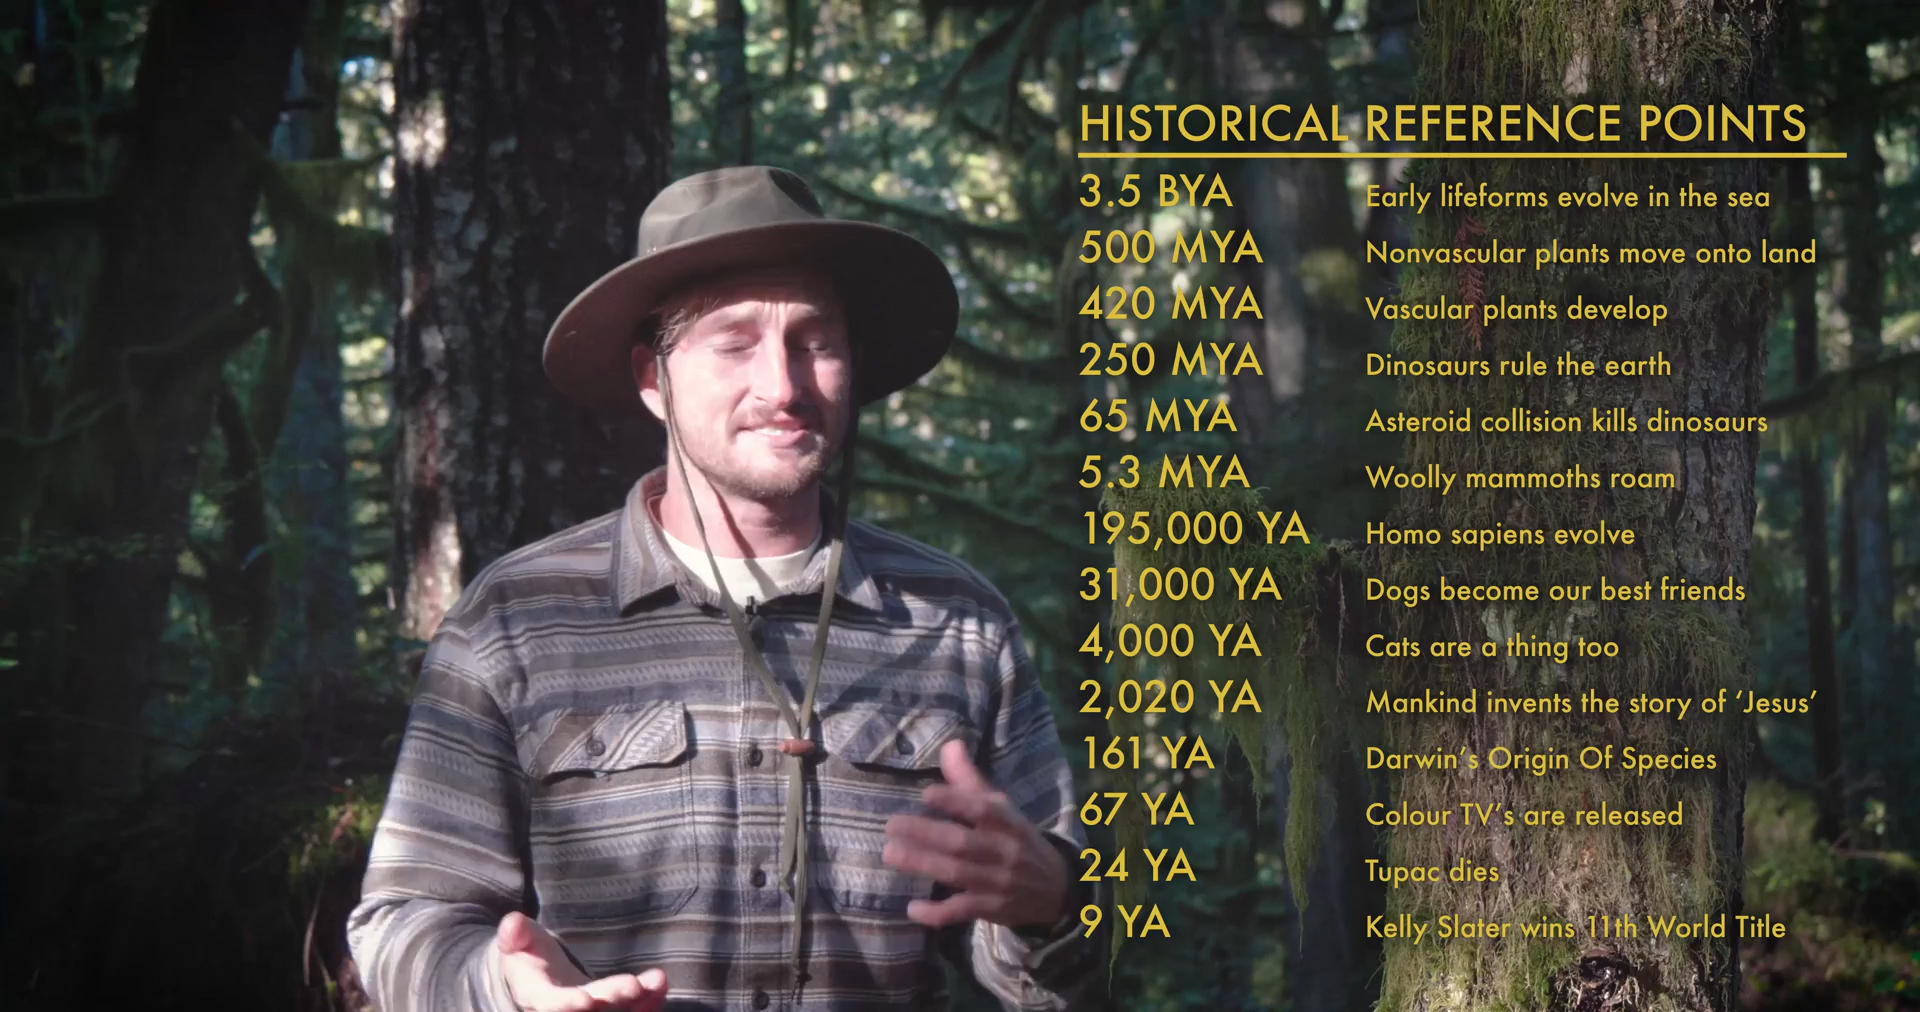 HISTORICAL REFERENCE POINTS
3.5 BYA Early lifeforms evolve in the sea
500 MYA Nonvascular plants move onto land
420 MYA Vascular plants develop
250 MYA Dinosaurs rule the earth
65 MYA Asteroid collision kills dinosaurs
5.3 MYA Woolly mammoths roam
195,000 YA Homo sapiens evolve
31,000 YA Dogs become our best friends
4,000 YA Cats are a thing too
2,020 YA Mankind invents the story of ‘Jesus’
161 YA Darwin’s Origin Of Species
67 YA Colour TV’s are released
24 YA Tupac dies
9 YA Kelly Slater wins 11th World Title